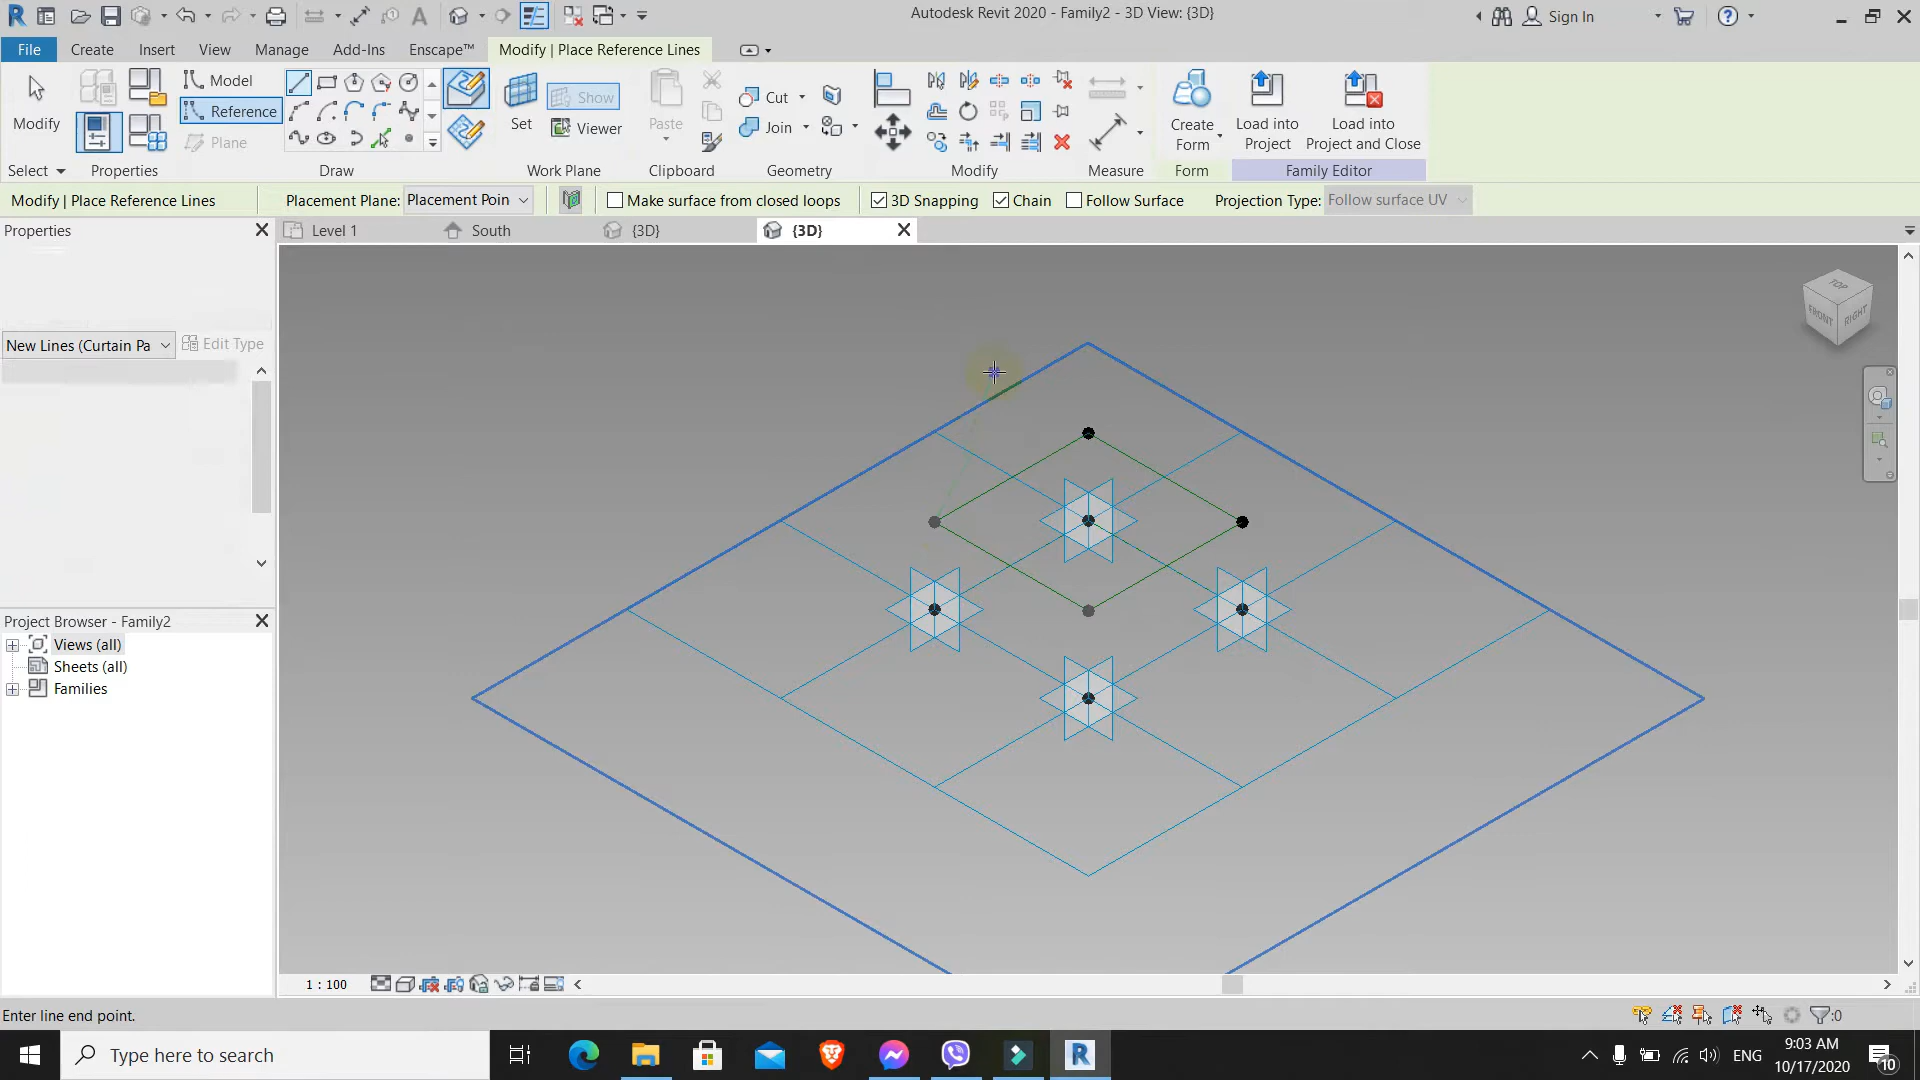 Autodesk Revit 2020 - Family2 - 3D View: {3D}
Sign In
File
Create
Insert
View
Manage
Add-Ins
Enscape™
Modify | Place Reference Lines
Modify
Model
Reference
Plane
Set
Show
Viewer
Paste
Cut
Join
Create
Form
Load into
Project
Load into
Project and Close
Select
Properties
Draw
Work Plane
Clipboard
Geometry
Modify
Measure
Form
Family Editor
Modify | Place Reference Lines
Placement Plane:
Placement Poin
Make surface from closed loops
3D Snapping
Chain
Follow Surface
Projection Type:
Follow surface UV
Properties
Level 1
South
{3D}
{3D}
TOP
FRONT
RIGHT
New Lines (Curtain Pa
Edit Type
Project Browser - Family2
Views (all)
Sheets (all)
Families
1 : 100
Enter line end point.
:0
Type here to search
ENG
9:03 AM
10/17/2020
10